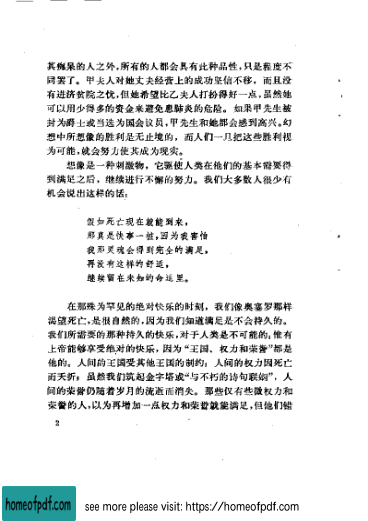 其痴呆的人之外,所有的人都会具有此种品性,只是程度不
同罢了。甲夫人对她丈夫经营上的成功坚信不移,而且没
有进济贫院之忧,但她希望比乙夫人打扮得好一点,虽然她
可以用少得多的资金来避免患肺炎的危险。如果甲先生被
封为爵士或当选为国会议员,甲先生和她都会感到高兴。幻
想中所想像的胜利是无止境的,而人们一旦把这些胜利视
为可能,就会努力使其成为现实。
想像是一种刺激物,它驱使人类在他们的基本需要得
到满足之后,继续进行不懈的努力。我们大多数人很少有
机会说出这样的话:
假如死亡现在就能到来,
那真是快事一桩,因为我害怕
我那灵魂会得到完全的满足,
再没有这样的舒适,
继续留在未知的命运里。
在那殊为罕见的绝对快乐的时刻,我们像奥塞罗那样
渴望死亡,是很自然的,因为我们知道满足是不会持久的。
我们所需要的那种持久的快乐,对于人类是不可能的,惟有
上帝能够享受绝对的快乐,因为“王国、权力和荣誉”都是
他的。人间的王国受其他王国的制约;人间的权力因死亡
而夭折;虽然我们筑起金字塔或“与不朽的诗句联姻”,人
间的荣誉仍随着岁月的流逝而消失。那些仅有些微权力和
荣誉的人,以为再增加一点权力和荣誉就能满足,但他们错
2
homeofpdf.com
see more please visit: https://homeofpdf.com